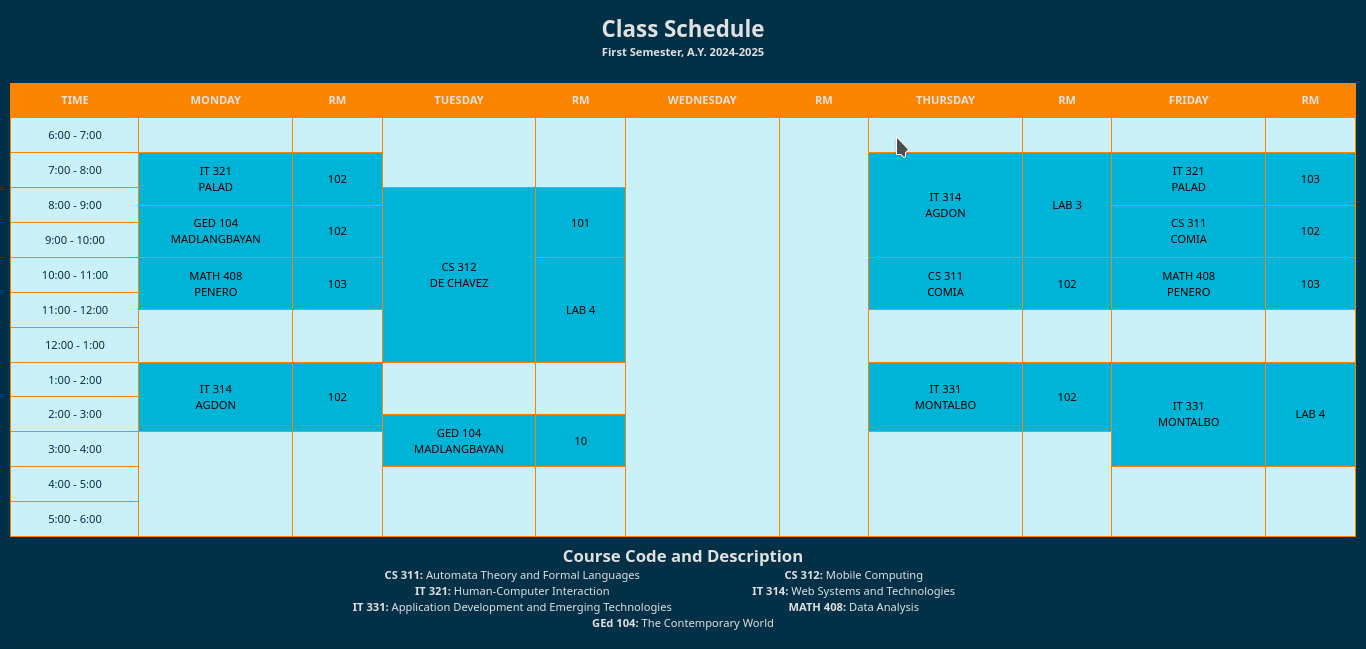 Class Schedule
First Semester, A.Y. 2024-2025
TIME MONDAY RM TUESDAY RM WEDNESDAY RM THURSDAY RM FRIDAY RM
6:00 - 7:00
7:00 - 8:00
8:00 - 9:00
9:00 - 10:00
10:00 - 11:00
11:00 - 12:00
12:00 - 1:00
1:00 - 2:00
2:00 - 3:00
3:00 - 4:00
4:00 - 5:00
5:00 - 6:00
IT 321
PALAD
102
GED 104
MADLANGBAYAN
102
MATH 408
PENERO
103
IT 314
AGDON
102
CS 312
DE CHAVEZ
101
LAB 4
GED 104
MADLANGBAYAN
10
IT 314
AGDON
LAB 3
CS 311
COMIA
102
IT 331
MONTALBO
102
IT 321
PALAD
103
CS 311
COMIA
102
MATH 408
PENERO
103
IT 331
MONTALBO
LAB 4
Course Code and Description
CS 311: Automata Theory and Formal Languages CS 312: Mobile Computing
IT 321: Human-Computer Interaction IT 314: Web Systems and Technologies
IT 331: Application Development and Emerging Technologies MATH 408: Data Analysis
GEd 104: The Contemporary World